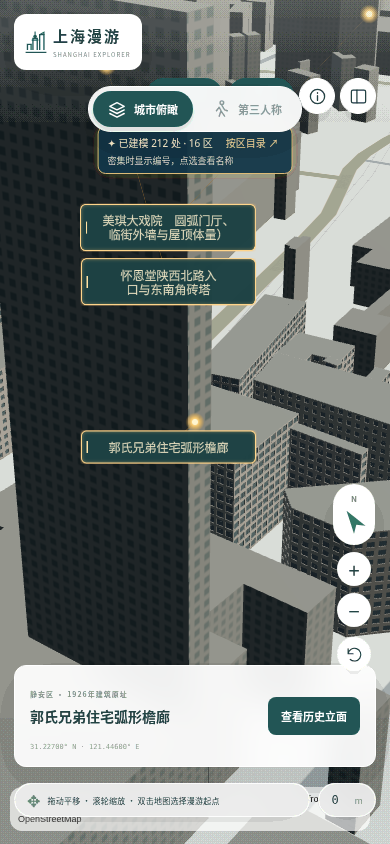 上海漫游
SHANGHAI EXPLORER
城市俯瞰
第三人称
✦ 已建模 212 处 · 16 区 按区目录 ↗
密集时显示编号，点选查看名称
美琪大戏院 圆弧门厅、
临街外墙与屋顶体量）
怀恩堂陕西北路入
口与东南角砖塔
郭氏兄弟住宅弧形檐廊
N
+
−
静安区 · 1926年建筑原址
郭氏兄弟住宅弧形檐廊
查看历史立面
31.22700° N · 121.44600° E
拖动平移 · 滚轮缩放 · 双击地图选择漫游起点
0 m
OpenStreetMap